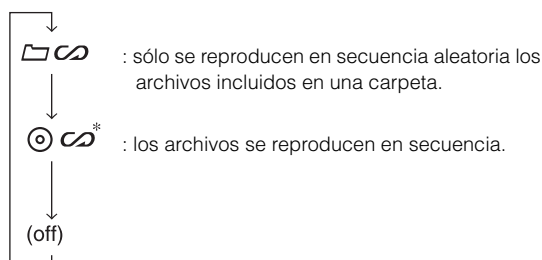 : sólo se reproducen en secuencia aleatoria los
archivos incluidos en una carpeta.
* : los archivos se reproducen en secuencia.
(off)